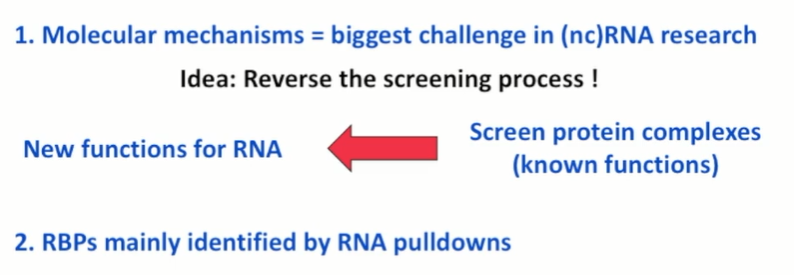 1. Molecular mechanisms = biggest challenge in (nc)RNA research
Idea: Reverse the screening process !
New functions for RNA
Screen protein complexes
(known functions)
2. RBPs mainly identified by RNA pulldowns